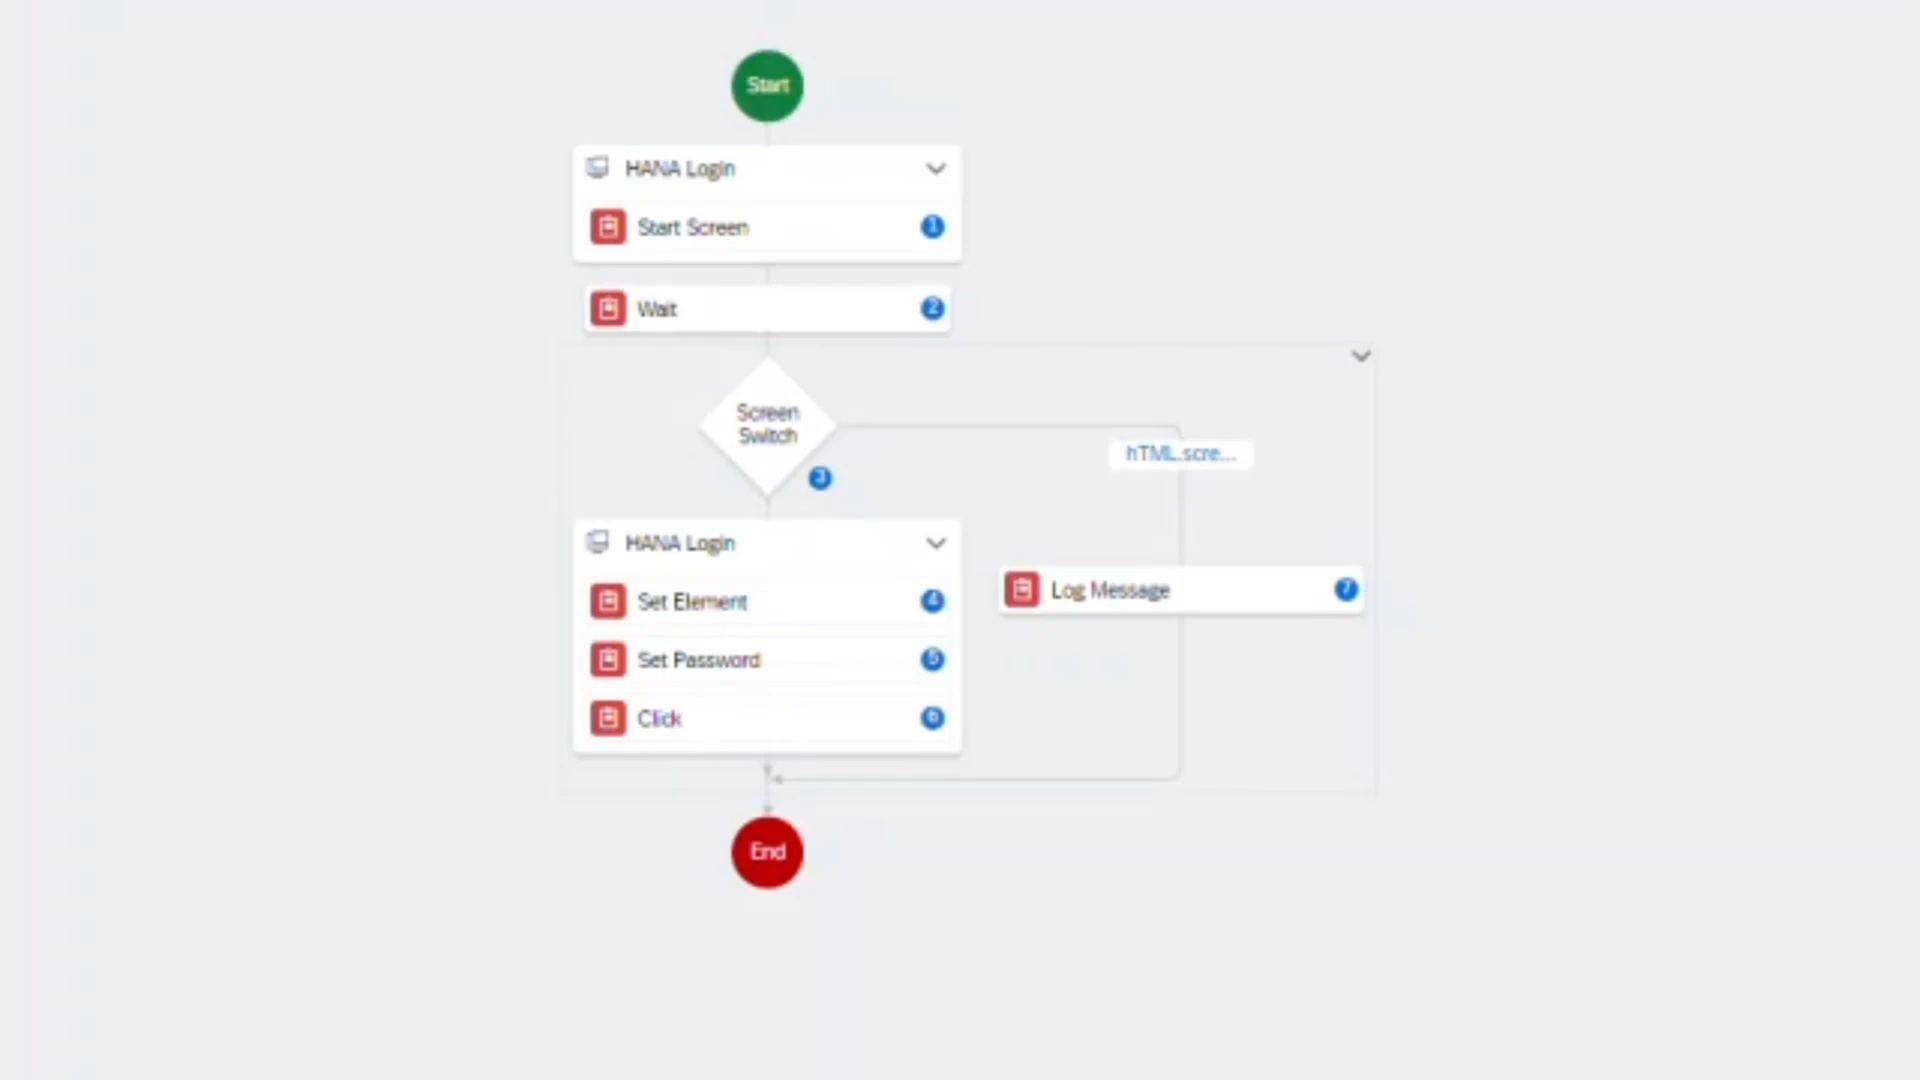 Start
HANA Login
Start Screen 1
Wait 2
Screen
Switch
3
hTML.scre...
HANA Login
Set Element 4
Set Password 5
Click 6
Log Message 7
End